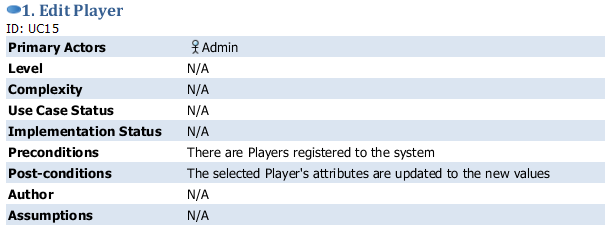 1. Edit Player
ID: UC15
Primary Actors Admin
Level N/A
Complexity N/A
Use Case Status N/A
Implementation Status N/A
Preconditions There are Players registered to the system
Post-conditions The selected Player's attributes are updated to the new values
Author N/A
Assumptions N/A